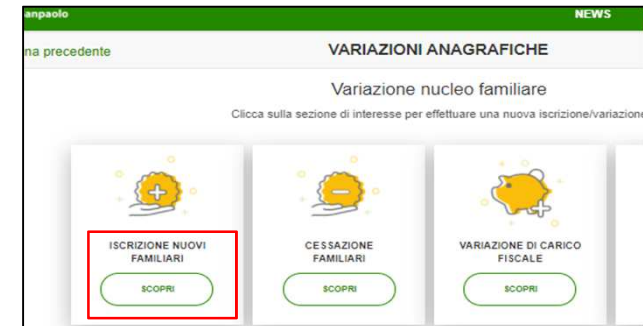 anpaolo
NEWS
na precedente
VARIAZIONI ANAGRAFICHE
Variazione nucleo familiare
Clicca sulla sezione di interesse per effettuare una nuova iscrizione/variazione
ISCRIZIONE NUOVI
FAMILIARI
SCOPRI
CESSAZIONE
FAMILIARI
SCOPRI
VARIAZIONE DI CARICO
FISCALE
SCOPRI